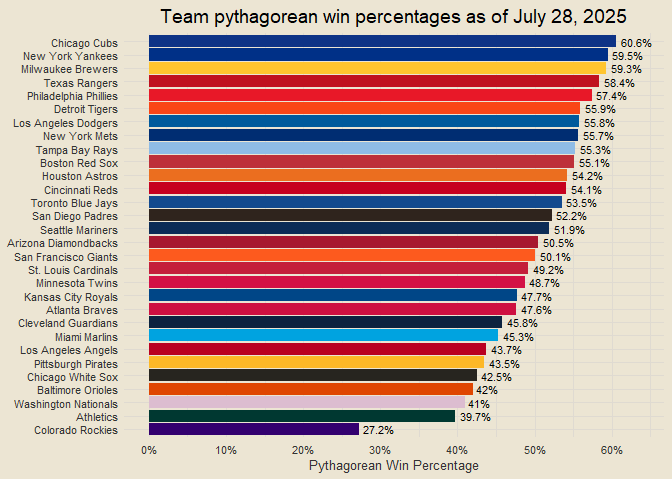 Team pythagorean win percentages as of July 28, 2025
Chicago Cubs 60.6%
New York Yankees 59.5%
Milwaukee Brewers 59.3%
Texas Rangers 58.4%
Philadelphia Phillies 57.4%
Detroit Tigers 55.9%
Los Angeles Dodgers 55.8%
New York Mets 55.7%
Tampa Bay Rays 55.3%
Boston Red Sox 55.1%
Houston Astros 54.2%
Cincinnati Reds 54.1%
Toronto Blue Jays 53.5%
San Diego Padres 52.2%
Seattle Mariners 51.9%
Arizona Diamondbacks 50.5%
San Francisco Giants 50.1%
St. Louis Cardinals 49.2%
Minnesota Twins 48.7%
Kansas City Royals 47.7%
Atlanta Braves 47.6%
Cleveland Guardians 45.8%
Miami Marlins 45.3%
Los Angeles Angels 43.7%
Pittsburgh Pirates 43.5%
Chicago White Sox 42.5%
Baltimore Orioles 42%
Washington Nationals 41%
Athletics 39.7%
Colorado Rockies 27.2%
0% 10% 20% 30% 40% 50% 60%
Pythagorean Win Percentage